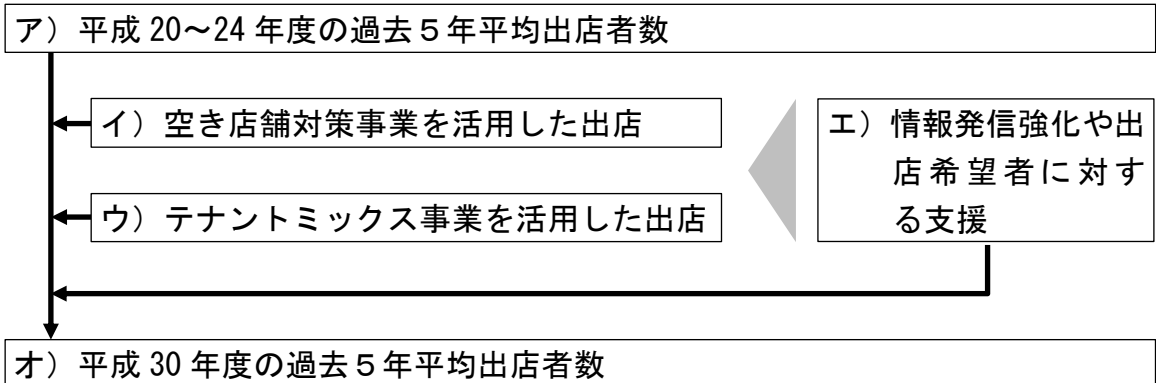 ア）平成 20～24 年度の過去５年平均出店者数
イ）空き店舗対策事業を活用した出店
ウ）テナントミックス事業を活用した出店
エ）情報発信強化や出
店希望者に対す
る支援
オ）平成 30 年度の過去５年平均出店者数